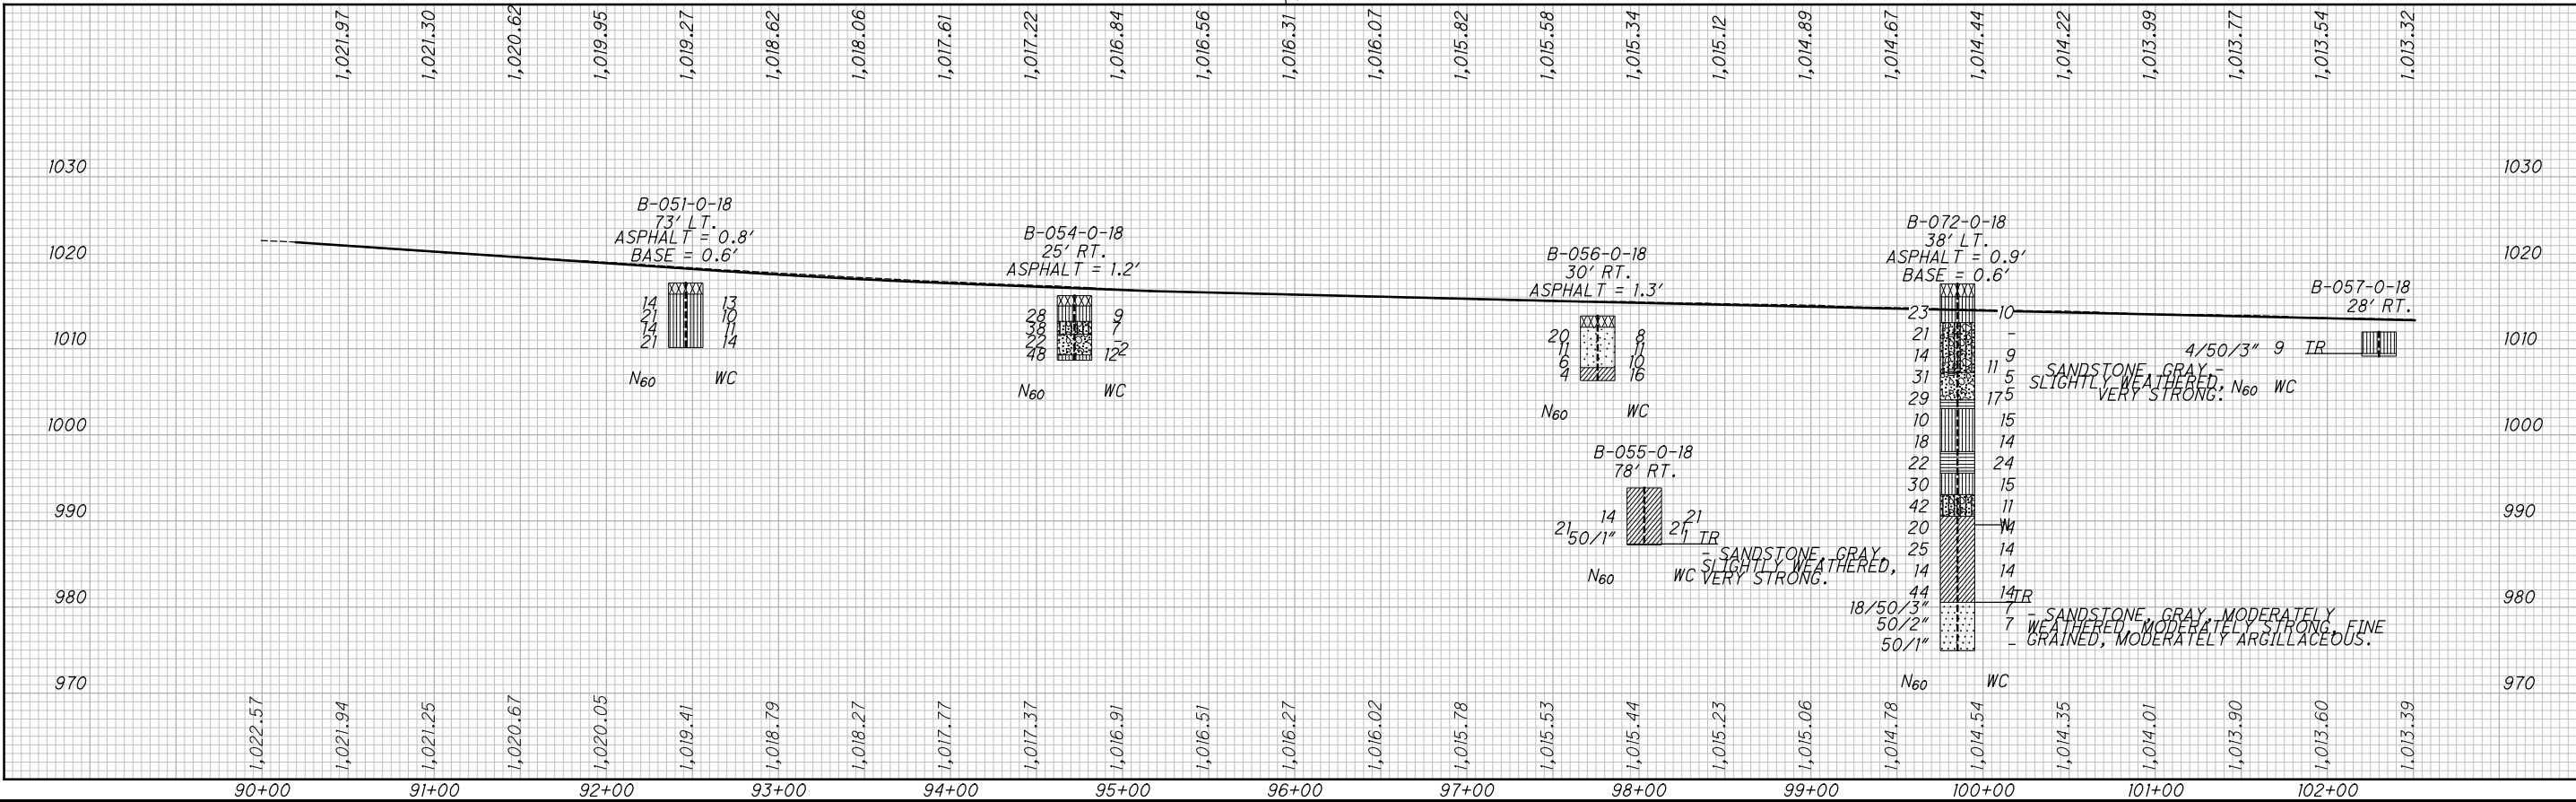 1,021.97 1,021.30 1,020.62 1,019.95 1,019.27 1,018.62 1,018.06 1,017.61 1,017.22 1,016.84 1,016.56 1,016.31 1,016.07 1,015.82 1,015.58 1,015.34 1,015.12 1,014.89 1,014.67 1,014.44 1,014.22 1,013.99 1,013.77 1,013.54 1,013.32
1030 1030
1020 1020
1010 1010
1000 1000
990 990
980 980
970 970
B-051-0-18
73' LT.
ASPHALT = 0.8'
BASE = 0.6'
14 13
21 10
14 11
21 14
N60 WC
B-054-0-18
25' RT.
ASPHALT = 1.2'
28 9
38 7
22 -
48 12 2
N60 WC
B-056-0-18
30' RT.
ASPHALT = 1.3'
20 8
11 11
6 10
4 16
N60 WC
B-055-0-18
78' RT.
14 21
21 21
50/1" 1 TR
- SANDSTONE, GRAY,
SLIGHTLY WEATHERED,
VERY STRONG.
N60 WC
B-072-0-18
38' LT.
ASPHALT = 0.9'
BASE = 0.6'
23 10
21 -
14 9
11
31 5
29 17 5
10 15
18 14
22 24
30 15
42 11
W
20 14
25 14
14 14
44 14
TR
18/50/3" 7
50/2" 7
50/1" -
- SANDSTONE, GRAY, MODERATELY
WEATHERED, MODERATELY STRONG, FINE
GRAINED, MODERATELY ARGILLACEOUS.
N60 WC
B-057-0-18
28' RT.
4/50/3" 9 TR
SANDSTONE, GRAY,-
SLIGHTLY WEATHERED,
VERY STRONG.
N60 WC
1,022.57 1,021.94 1,021.25 1,020.67 1,020.05 1,019.41 1,018.79 1,018.27 1,017.77 1,017.37 1,016.91 1,016.51 1,016.27 1,016.02 1,015.78 1,015.53 1,015.44 1,015.23 1,015.06 1,014.78 1,014.54 1,014.35 1,014.01 1,013.90 1,013.60 1,013.39
90+00 91+00 92+00 93+00 94+00 95+00 96+00 97+00 98+00 99+00 100+00 101+00 102+00